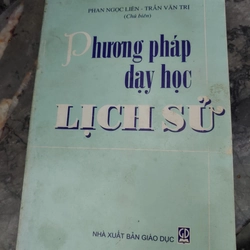 PHAN NGỌC LIÊN - TRẦN VĂN TRỊ
(Chủ biên)
Phương pháp
dạy học
LỊCH SỬ
NHÀ XUẤT BẢN GIÁO DỤC